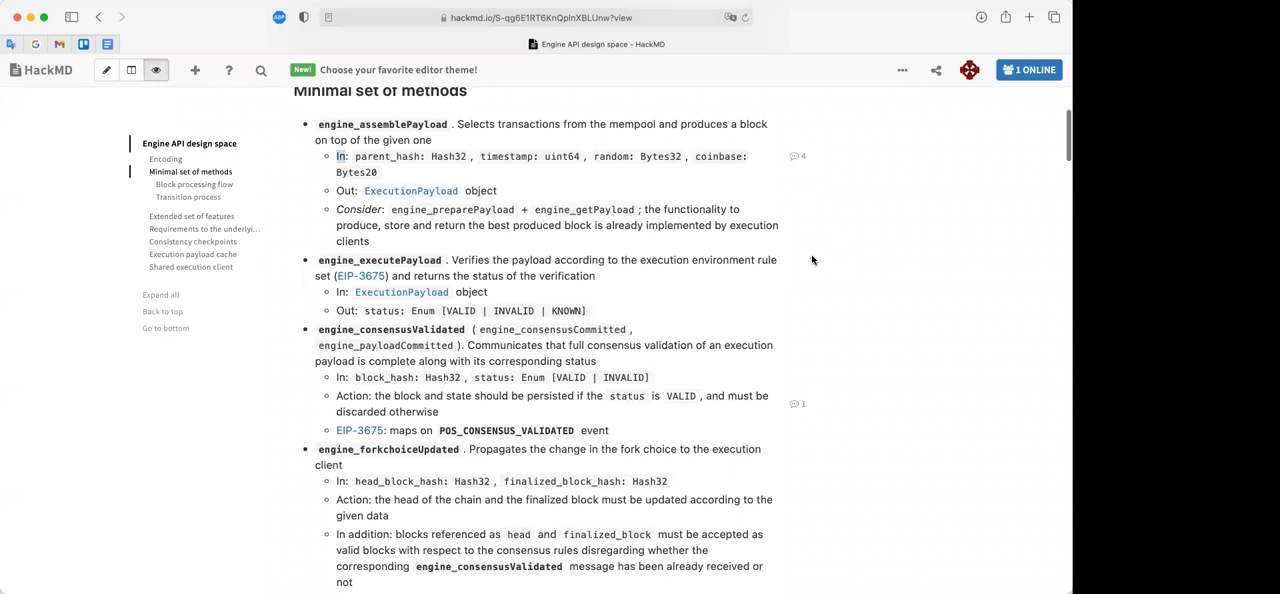 hackmd.io/S-qg6E1RT6KnQpInXBLUnw?view
Engine API design space - HackMD
HackMD
New!
Choose your favorite editor theme!
1 ONLINE
Engine API design space
Encoding
Minimal set of methods
Block processing flow
Transition process
Extended set of features
Requirements to the underlyi...
Consistency checkpoints
Execution payload cache
Shared execution client
Expand all
Back to top
Go to bottom
Minimal set of methods
• engine_assemblePayload . Selects transactions from the mempool and produces a block
on top of the given one
In: parent_hash: Hash32 , timestamp: uint64 , random: Bytes32 , coinbase:
Bytes20
4
Out: ExecutionPayload object
Consider: engine_preparePayload + engine_getPayload ; the functionality to
produce, store and return the best produced block is already implemented by execution
clients
• engine_executePayload . Verifies the payload according to the execution environment rule
set (EIP-3675) and returns the status of the verification
In: ExecutionPayload object
Out: status: Enum [VALID | INVALID | KNOWN]
• engine_consensusValidated ( engine_consensusCommitted ,
engine_payloadCommitted ). Communicates that full consensus validation of an execution
payload is complete along with its corresponding status
In: block_hash: Hash32 , status: Enum [VALID | INVALID]
Action: the block and state should be persisted if the status is VALID , and must be
discarded otherwise
1
EIP-3675: maps on POS_CONSENSUS_VALIDATED event
• engine_forkchoiceUpdated . Propagates the change in the fork choice to the execution
client
In: head_block_hash: Hash32 , finalized_block_hash: Hash32
Action: the head of the chain and the finalized block must be updated according to the
given data
In addition: blocks referenced as head and finalized_block must be accepted as
valid blocks with respect to the consensus rules disregarding whether the
corresponding engine_consensusValidated message has been already received or
not